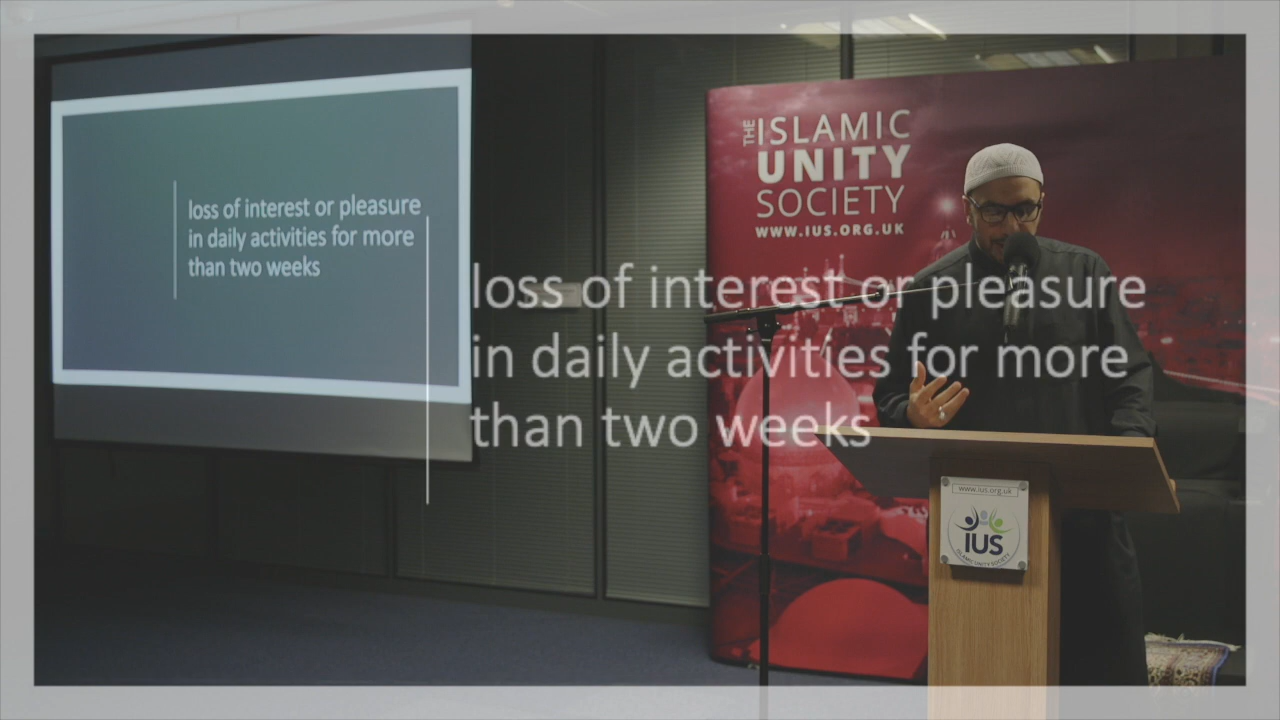 loss of interest or pleasure
in daily activities for more
than two weeks
THE ISLAMIC
UNITY
SOCIETY
WWW.IUS.ORG.UK
loss of interest or pleasure
in daily activities for more
than two weeks
www.ius.org.uk
IUS
ISLAMIC UNITY SOCIETY